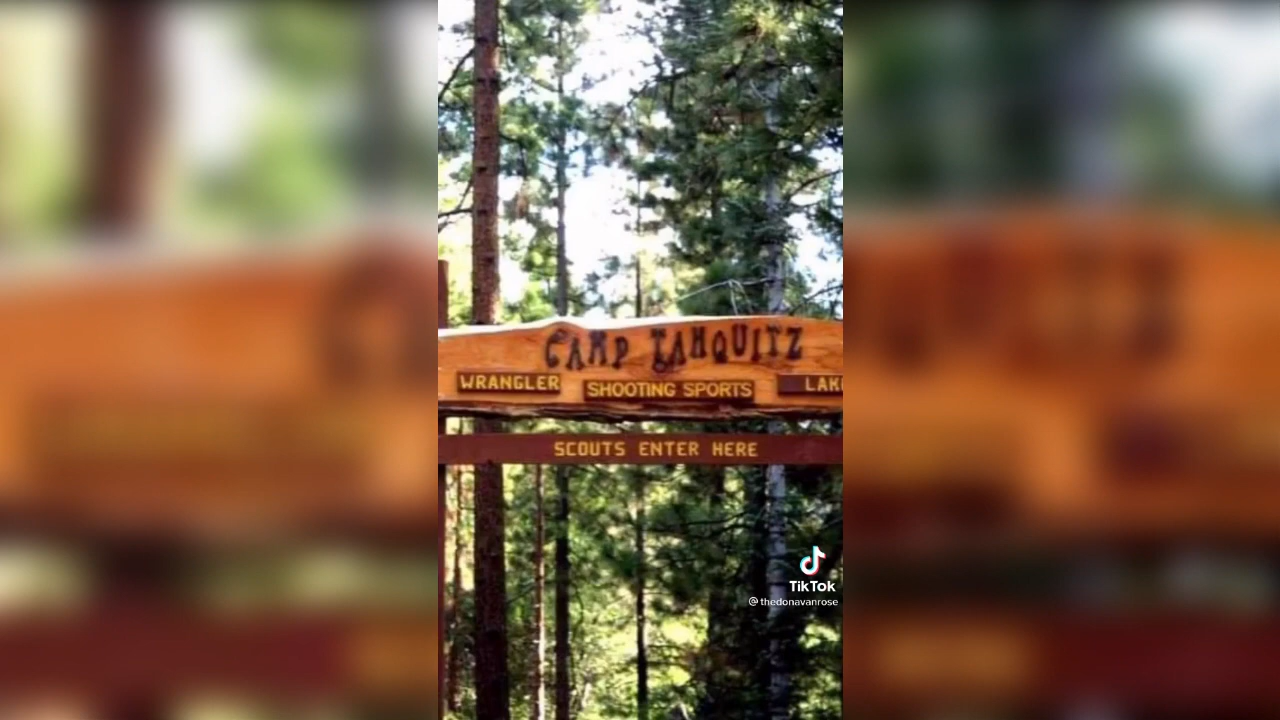 CAMP TAHQUITZ
WRANGLER
SHOOTING SPORTS
SCOUTS ENTER HERE
TikTok
@thedonavanrose